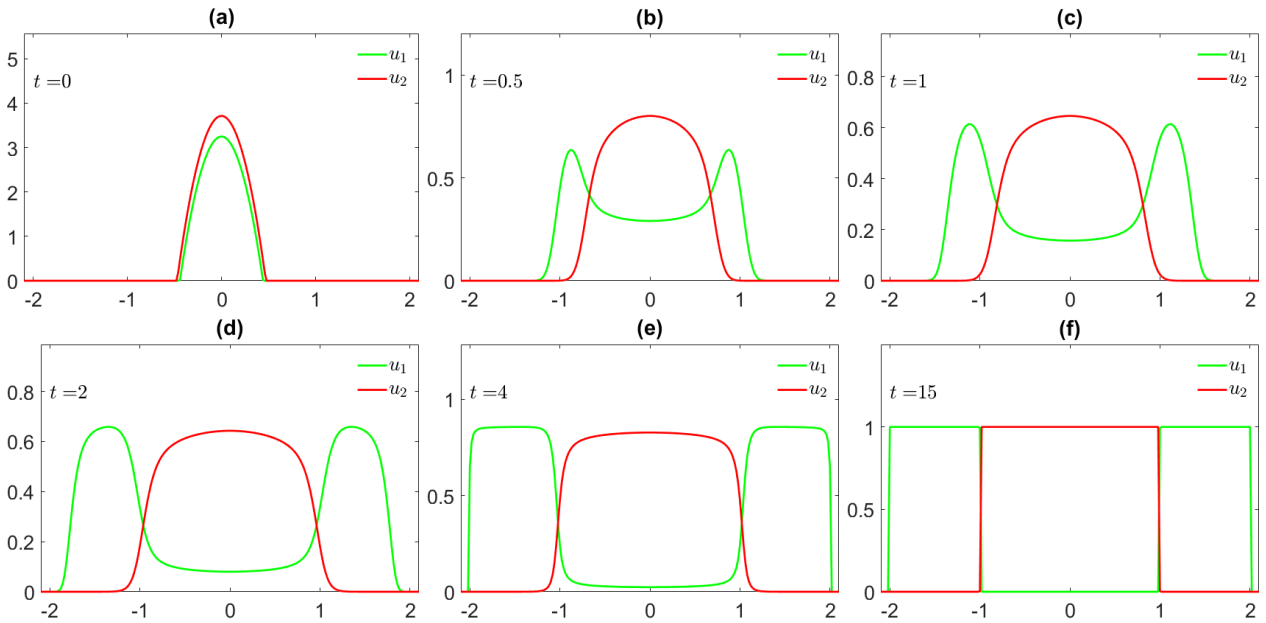 (a)
u₁
u₂
t =0
5
4
3
2
1
0
-2 -1 0 1 2
(b)
u₁
u₂
t =0.5
1
0.5
0
-2 -1 0 1 2
(c)
u₁
u₂
t =1
0.8
0.6
0.4
0.2
0
-2 -1 0 1 2
(d)
u₁
u₂
t =2
0.8
0.6
0.4
0.2
0
-2 -1 0 1 2
(e)
u₁
u₂
t =4
1
0.5
0
-2 -1 0 1 2
(f)
u₁
u₂
t =15
1
0.5
0
-2 -1 0 1 2